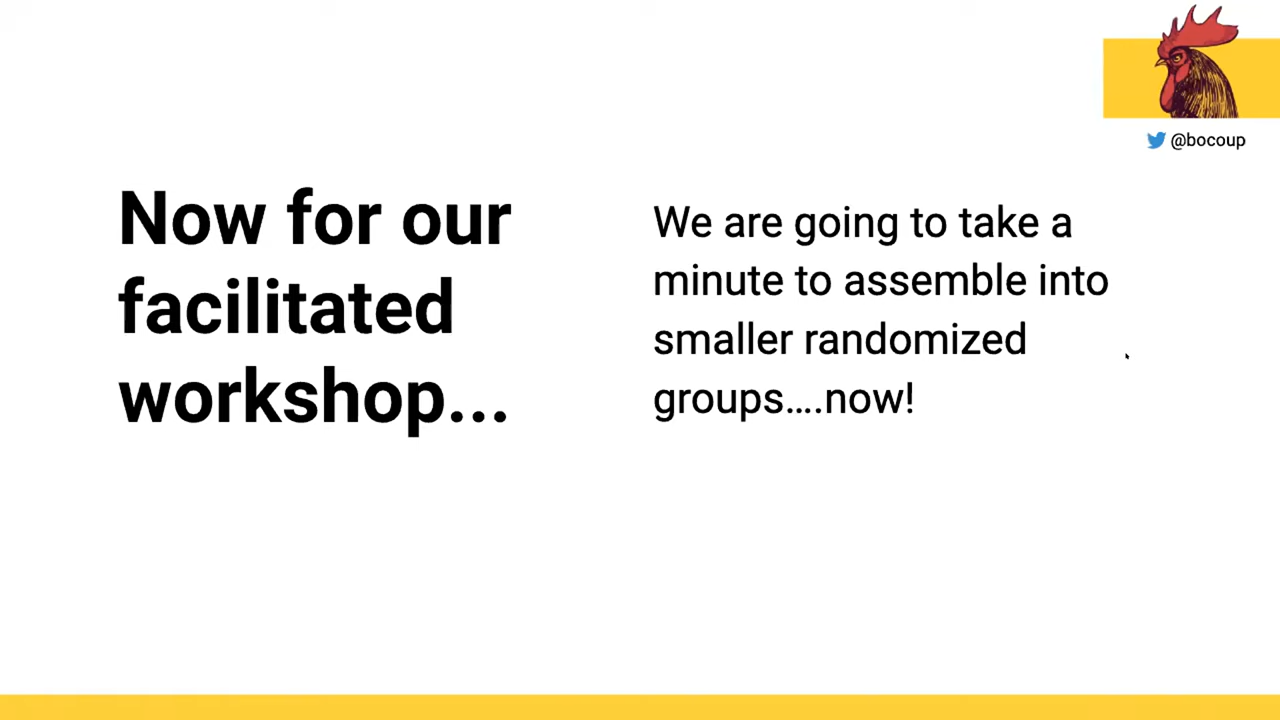 @bocoup
Now for our
facilitated
workshop...
We are going to take a
minute to assemble into
smaller randomized
groups....now!